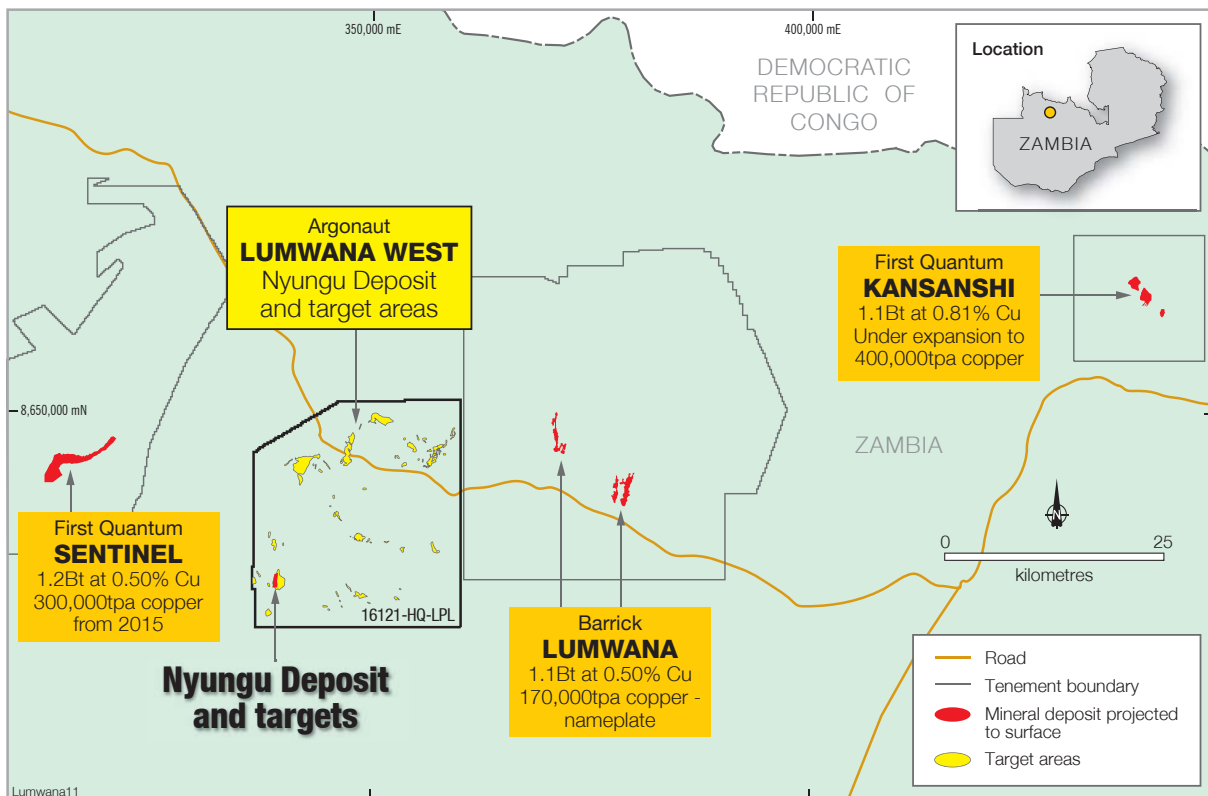 350,000 mE
400,000 mE
DEMOCRATIC
REPUBLIC OF
CONGO
Location
ZAMBIA
Argonaut
LUMWANA WEST
Nyungu Deposit
and target areas
First Quantum
KANSANSHI
1.1Bt at 0.81% Cu
Under expansion to
400,000tpa copper
8,650,000 mN
ZAMBIA
N
First Quantum
SENTINEL
1.2Bt at 0.50% Cu
300,000tpa copper
from 2015
16121-HQ-LPL
Nyungu Deposit
and targets
Barrick
LUMWANA
1.1Bt at 0.50% Cu
170,000tpa copper -
nameplate
0 25
kilometres
Road
Tenement boundary
Mineral deposit projected
to surface
Target areas
Lumwana11